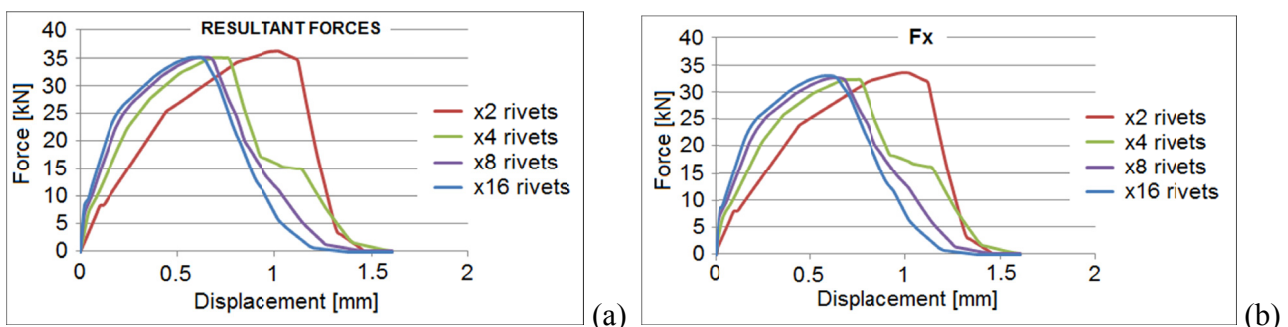 RESULTANT FORCES
40
35
30
25
20
15
10
5
0
Force [kN]
0
0.5
1
1.5
2
Displacement [mm]
x2 rivets
x4 rivets
x8 rivets
x16 rivets
(a)
Fx
40
35
30
25
20
15
10
5
0
Force [kN]
0
0.5
1
1.5
2
Displacement [mm]
x2 rivets
x4 rivets
x8 rivets
x16 rivets
(b)